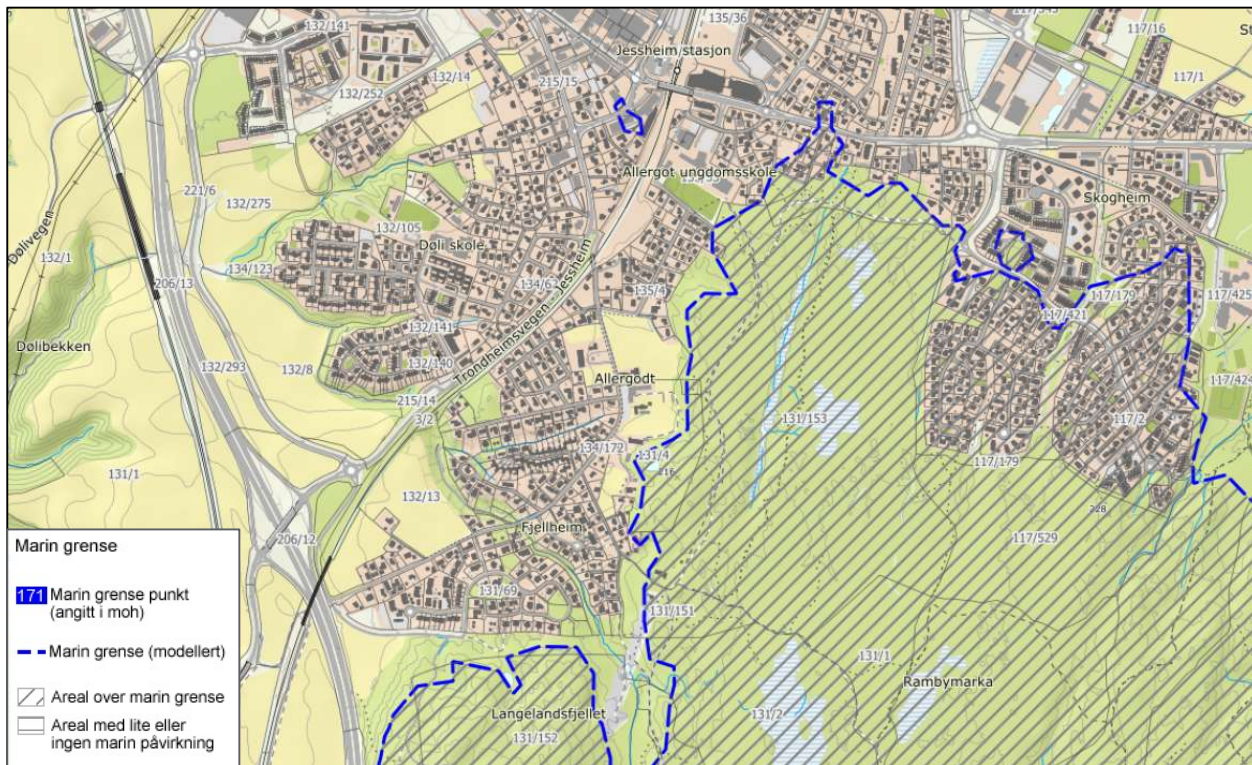 132/141
135/36
117/545
117/16
St
Jessheim stasjon
132/14
215/15
117/1
132/252
221/6
Allergot ungdomsskole
Skogheim
132/275
132/105
Dølivegen
132/1
Døli skole
134/123
206/13
134/62
135/4
117/179
117/425
117/421
Trondheimsvegen - Jessheim
132/141
Dølibekken
132/140
132/293
132/8
Allergodt
117/424
215/14
3/2
131/153
117/2
134/172
131/4
216
117/179
131/1
132/13
228
Fjellheim
206/12
117/529
131/69
131/151
131/1
Rambymarka
131/2
Langelandsfjellet
131/152
Marin grense
171 Marin grense punkt
(angitt i moh)
Marin grense (modellert)
Areal over marin grense
Areal med lite eller
ingen marin påvirkning